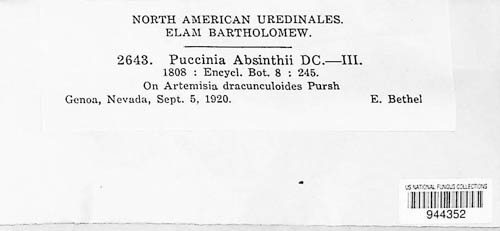 NORTH AMERICAN UREDINALES.
ELAM BARTHOLOMEW.
2643. Puccinia Absinthii DC.—III.
1808 : Encycl. Bot. 8 : 245.
On Artemisia dracunculoides Pursh
Genoa, Nevada, Sept. 5, 1920. E. Bethel
US NATIONAL FUNGUS COLLECTIONS
944352